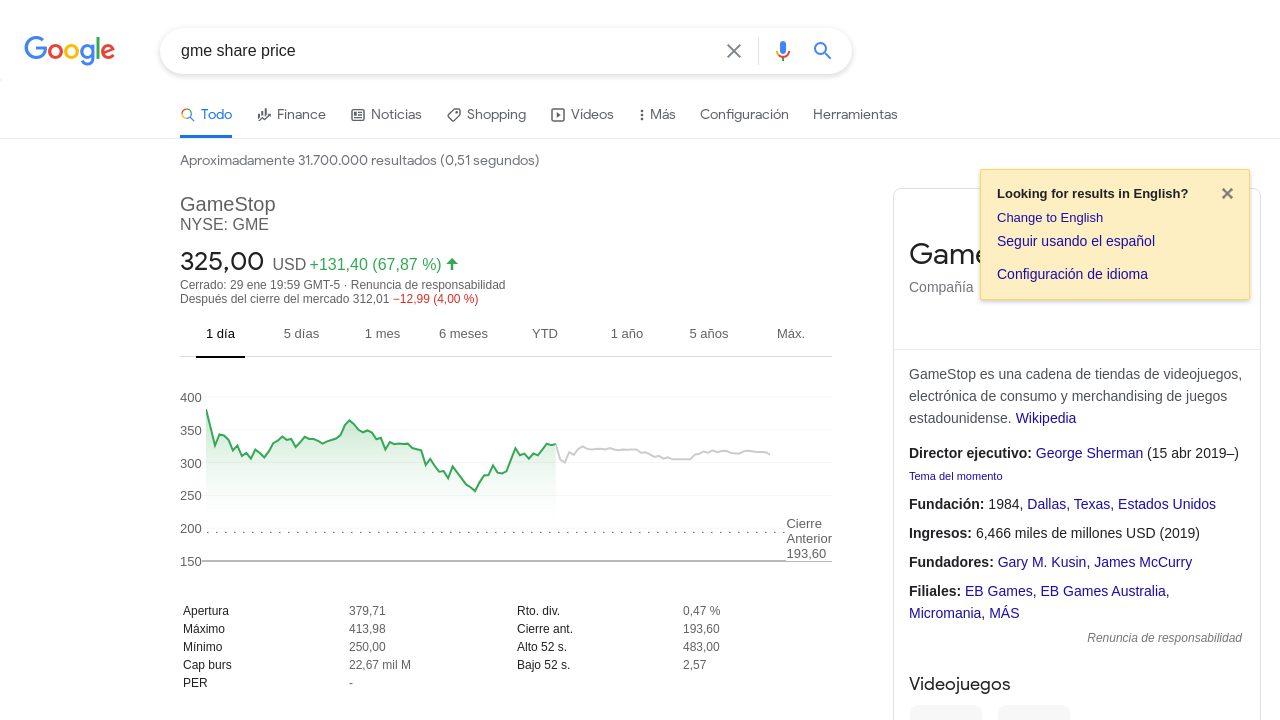 Google
gme share price
Todo
Finance
Noticias
Shopping
Vídeos
Más
Configuración
Herramientas
Aproximadamente 31.700.000 resultados (0,51 segundos)
GameStop
NYSE: GME
325,00 USD +131,40 (67,87 %)
Cerrado: 29 ene 19:59 GMT-5 · Renuncia de responsabilidad
Después del cierre del mercado 312,01 −12,99 (4,00 %)
1 día
5 días
1 mes
6 meses
YTD
1 año
5 años
Máx.
400
350
300
250
200
150
Cierre
Anterior
193,60
Apertura 379,71
Máximo 413,98
Mínimo 250,00
Cap burs 22,67 mil M
PER -
Rto. div. 0,47 %
Cierre ant. 193,60
Alto 52 s. 483,00
Bajo 52 s. 2,57
Looking for results in English?
Change to English
Seguir usando el español
Configuración de idioma
Game
Compañía
GameStop es una cadena de tiendas de videojuegos,
electrónica de consumo y merchandising de juegos
estadounidense. Wikipedia
Director ejecutivo: George Sherman (15 abr 2019–)
Tema del momento
Fundación: 1984, Dallas, Texas, Estados Unidos
Ingresos: 6,466 miles de millones USD (2019)
Fundadores: Gary M. Kusin, James McCurry
Filiales: EB Games, EB Games Australia,
Micromania, MÁS
Renuncia de responsabilidad
Videojuegos